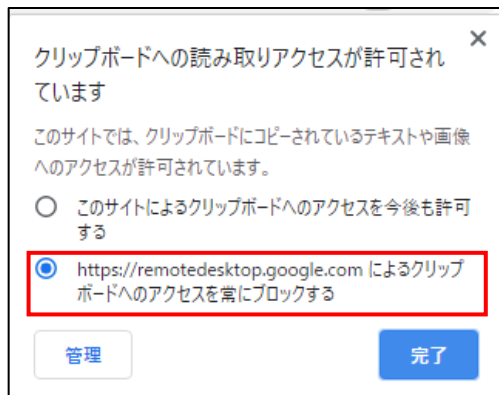 クリップボードへの読み取りアクセスが許可され
ています
このサイトでは、クリップボードにコピーされているテキストや画像
へのアクセスが許可されています。
このサイトによるクリップボードへのアクセスを今後も許可
する
https://remotedesktop.google.com によるクリップ
ボードへのアクセスを常にブロックする
管理
完了